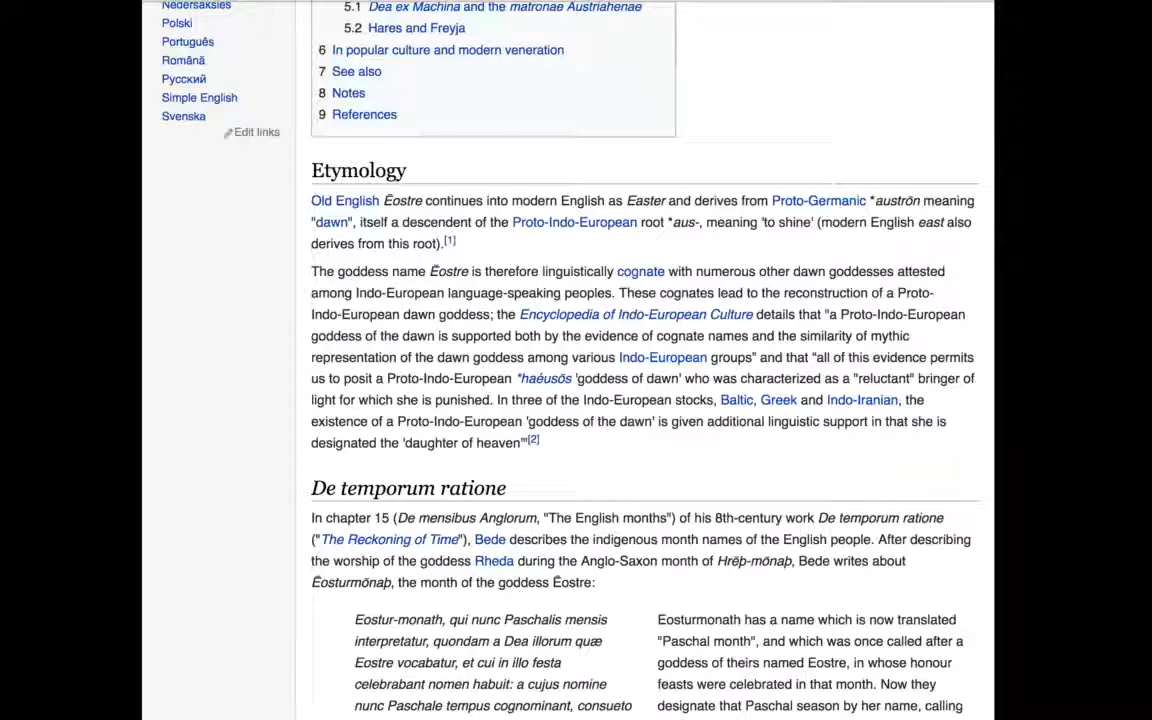 Nedersaksies
Polski
Português
Română
Русский
Simple English
Svenska
Edit links
5.1 Dea ex Machina and the matronae Austriahenae
5.2 Hares and Freyja
6 In popular culture and modern veneration
7 See also
8 Notes
9 References
Etymology
Old English Ēostre continues into modern English as Easter and derives from Proto-Germanic *austrōn meaning
"dawn", itself a descendent of the Proto-Indo-European root *aus-, meaning 'to shine' (modern English east also
derives from this root).[1]
The goddess name Ēostre is therefore linguistically cognate with numerous other dawn goddesses attested
among Indo-European language-speaking peoples. These cognates lead to the reconstruction of a Proto-
Indo-European dawn goddess; the Encyclopedia of Indo-European Culture details that "a Proto-Indo-European
goddess of the dawn is supported both by the evidence of cognate names and the similarity of mythic
representation of the dawn goddess among various Indo-European groups” and that “all of this evidence permits
us to posit a Proto-Indo-European *haéusōs 'goddess of dawn' who was characterized as a "reluctant" bringer of
light for which she is punished. In three of the Indo-European stocks, Baltic, Greek and Indo-Iranian, the
existence of a Proto-Indo-European 'goddess of the dawn' is given additional linguistic support in that she is
designated the 'daughter of heaven'"[2]
De temporum ratione
In chapter 15 (De mensibus Anglorum, "The English months") of his 8th-century work De temporum ratione
("The Reckoning of Time"), Bede describes the indigenous month names of the English people. After describing
the worship of the goddess Rheda during the Anglo-Saxon month of Hrēþ-mōnaþ, Bede writes about
Ēosturmōnaþ, the month of the goddess Ēostre:
Eostur-monath, qui nunc Paschalis mensis
interpretatur, quondam a Dea illorum quæ
Eostre vocabatur, et cui in illo festa
celebrabant nomen habuit: a cujus nomine
nunc Paschale tempus cognominant, consueto
Eosturmonath has a name which is now translated
"Paschal month", and which was once called after a
goddess of theirs named Eostre, in whose honour
feasts were celebrated in that month. Now they
designate that Paschal season by her name, calling